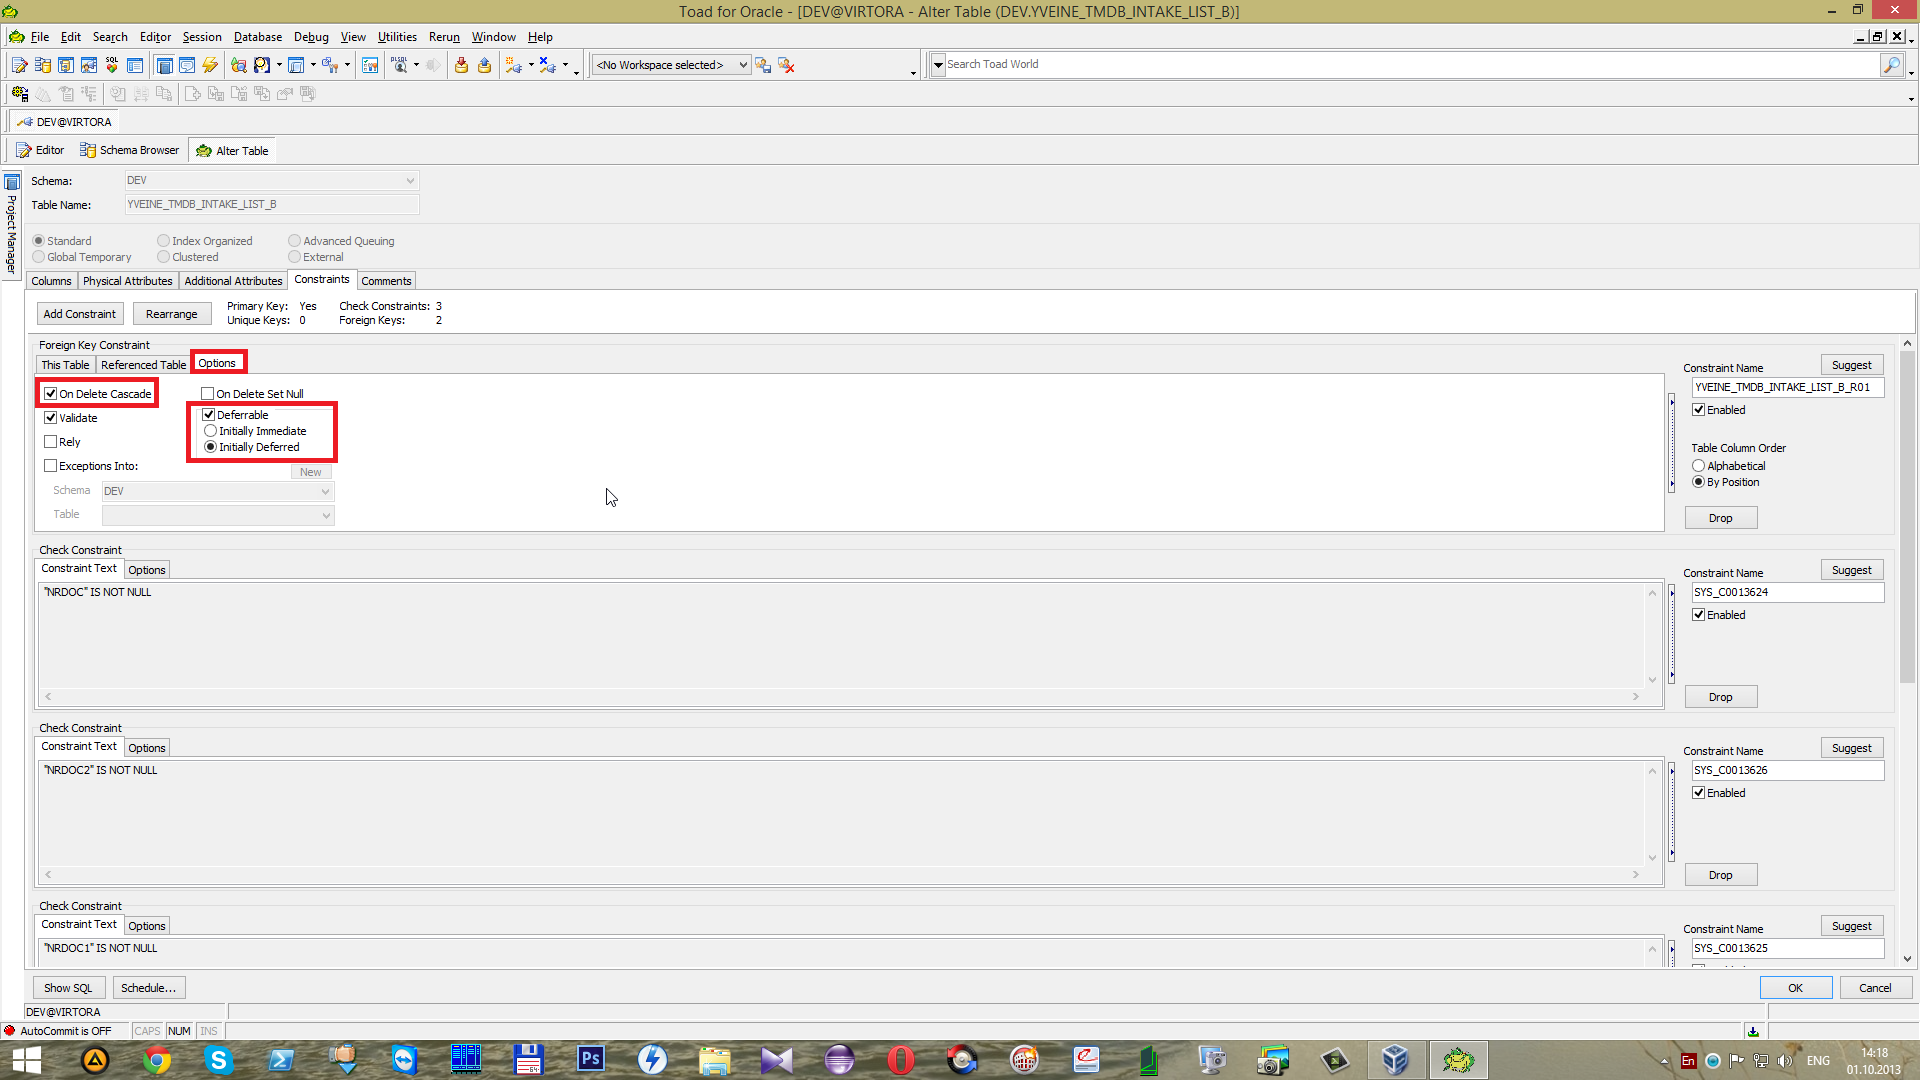 Toad for Oracle - [DEV@VIRTORA - Alter Table (DEV.YVEINE_TMDB_INTAKE_LIST_B)]
File Edit Search Editor Session Database Debug View Utilities Rerun Window Help
SQL
<No Workspace selected>
Search Toad World
DEV@VIRTORA
Editor Schema Browser Alter Table
Project Manager
Schema: DEV
Table Name: YVEINE_TMDB_INTAKE_LIST_B
Standard Index Organized Advanced Queuing
Global Temporary Clustered External
Columns Physical Attributes Additional Attributes Constraints Comments
Add Constraint Rearrange
Primary Key: Yes Check Constraints: 3
Unique Keys: 0 Foreign Keys: 2
Foreign Key Constraint
This Table Referenced Table Options
On Delete Cascade On Delete Set Null
Validate Deferrable
Initially Immediate
Rely Initially Deferred
Exceptions Into: New
Schema DEV
Table
Constraint Name Suggest
YVEINE_TMDB_INTAKE_LIST_B_R01
Enabled
Table Column Order
Alphabetical
By Position
Drop
Check Constraint
Constraint Text Options
"NRDOC" IS NOT NULL
Constraint Name Suggest
SYS_C0013624
Enabled
Drop
Check Constraint
Constraint Text Options
"NRDOC2" IS NOT NULL
Constraint Name Suggest
SYS_C0013626
Enabled
Drop
Check Constraint
Constraint Text Options
"NRDOC1" IS NOT NULL
Constraint Name Suggest
SYS_C0013625
Show SQL Schedule... OK Cancel
DEV@VIRTORA
AutoCommit is OFF CAPS NUM INS
Ps
64
En
ENG
14:18
01.10.2013